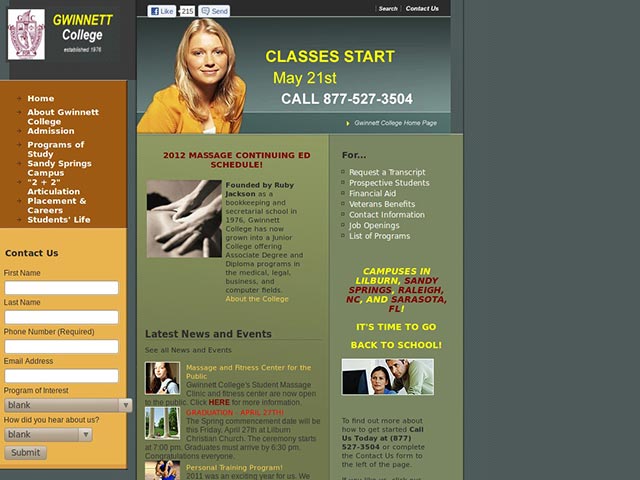 GWINNETT
College
established 1976
Home
About Gwinnett
College
Admission
Programs of
Study
Sandy Springs
Campus
"2 + 2"
Articulation
Placement &
Careers
Students' Life
Contact Us
First Name
Last Name
Phone Number (Required)
Email Address
Program of Interest
blank
How did you hear about us?
blank
Submit
Like
215
Send
Search
Contact Us
CLASSES START
May 21st
CALL 877-527-3504
Gwinnett College Home Page
2012 MASSAGE CONTINUING ED
SCHEDULE!
Founded by Ruby
Jackson as a
bookkeeping and
secretarial school in
1976, Gwinnett
College has now
grown into a Junior
College offering
Associate Degree and
Diploma programs in
the medical, legal,
business, and
computer fields.
About the College
Latest News and Events
See all News and Events
Massage and Fitness Center for the
Public
Gwinnett College's Student Massage
Clinic and fitness center are now open
to the public. Click HERE for more information.
GRADUATION - APRIL 27TH!
The Spring commencement date will be
this Friday, April 27th at Lilburn
Christian Church. The ceremony starts
at 7:00 pm. Graduates must arrive by 6:30 pm.
Congratulations everyone.
Personal Training Program!
2011 was an exciting year for us. We
For...
Request a Transcript
Prospective Students
Financial Aid
Veterans Benefits
Contact Information
Job Openings
List of Programs
CAMPUSES IN
LILBURN, SANDY
SPRINGS, RALEIGH,
NC, AND SARASOTA,
FL!
IT'S TIME TO GO
BACK TO SCHOOL!
To find out more about
how to get started Call
Us Today at (877)
527-3504 or complete
the Contact Us form to
the left of the page.
If you like, click our